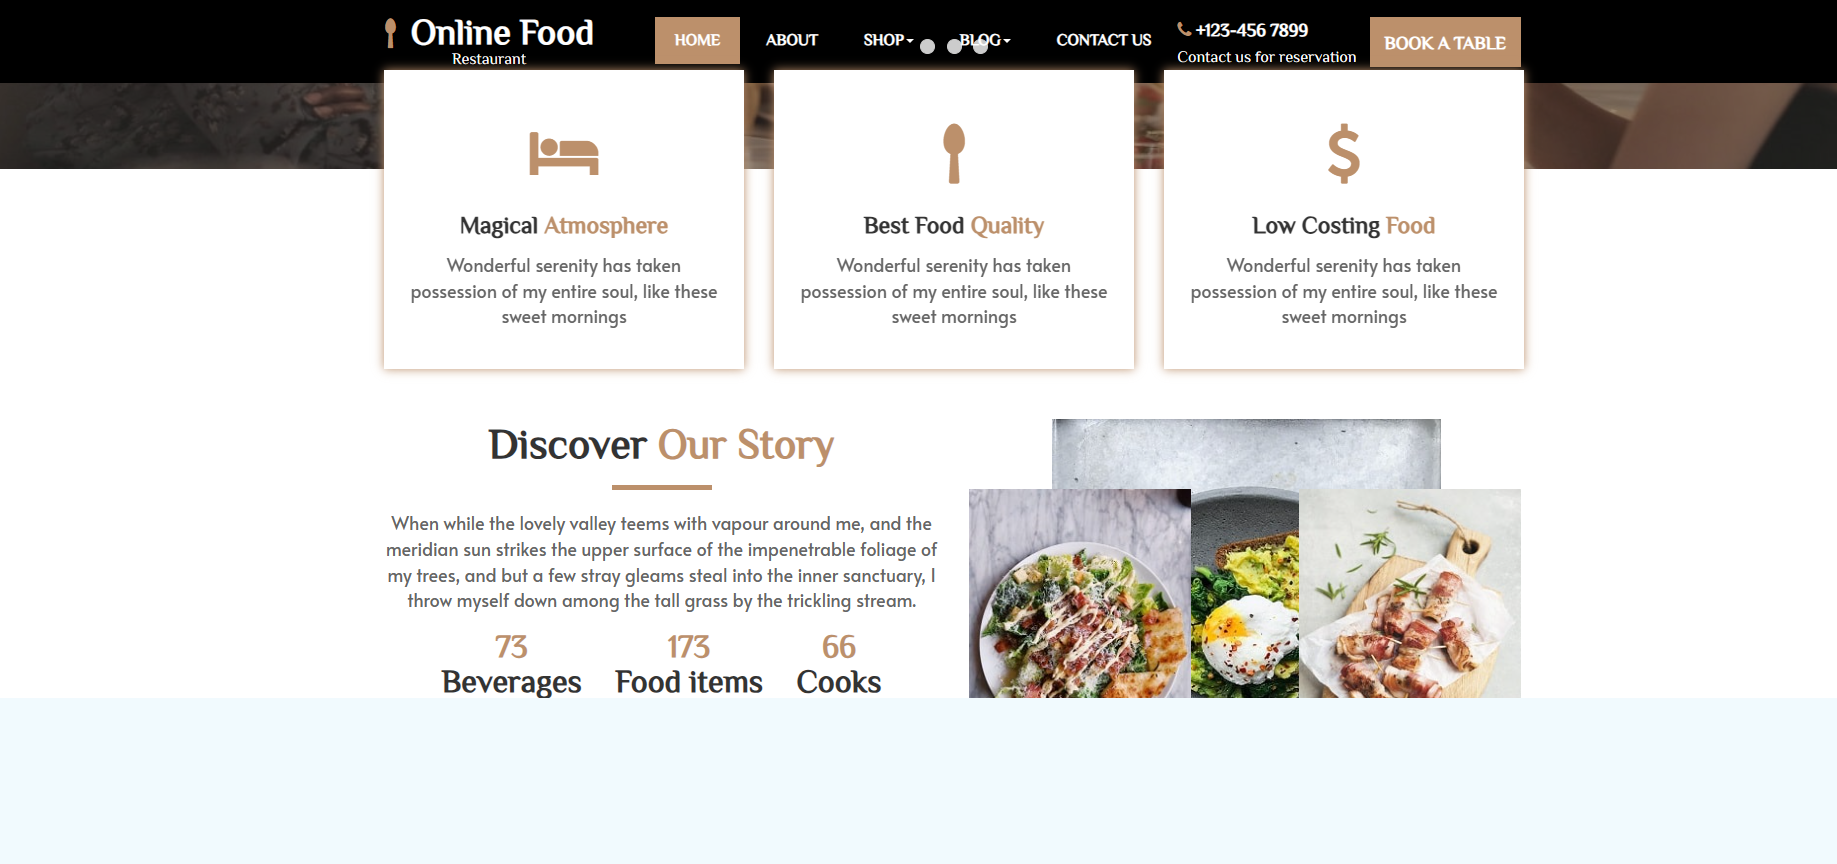 Online Food
Restaurant
HOME
ABOUT
SHOP
BLOG
CONTACT US
+123-456 7899
Contact us for reservation
BOOK A TABLE
Magical Atmosphere
Wonderful serenity has taken
possession of my entire soul, like these
sweet mornings
Best Food Quality
Wonderful serenity has taken
possession of my entire soul, like these
sweet mornings
Low Costing Food
Wonderful serenity has taken
possession of my entire soul, like these
sweet mornings
Discover Our Story
When while the lovely valley teems with vapour around me, and the
meridian sun strikes the upper surface of the impenetrable foliage of
my trees, and but a few stray gleams steal into the inner sanctuary, I
throw myself down among the tall grass by the trickling stream.
73
Beverages
173
Food items
66
Cooks